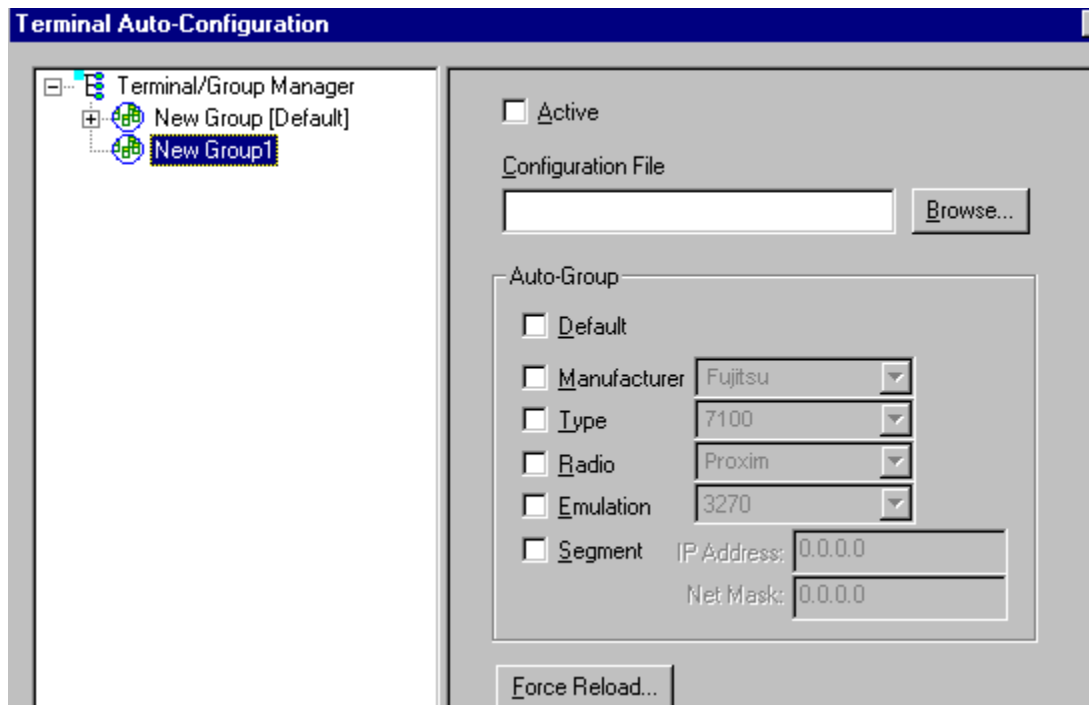 Terminal Auto-Configuration
Terminal/Group Manager
New Group [Default]
New Group1
Active
Configuration File
Browse...
Auto-Group
Default
Manufacturer Fujitsu
Type 7100
Radio Proxim
Emulation 3270
Segment IP Address: 0.0.0.0
Net Mask: 0.0.0.0
Force Reload...